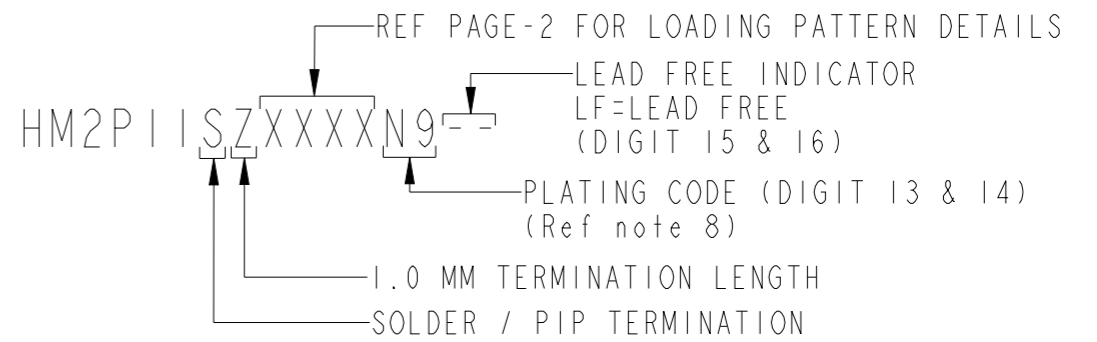 REF PAGE-2 FOR LOADING PATTERN DETAILS
LEAD FREE INDICATOR
LF=LEAD FREE
(DIGIT 15 & 16)
HM2P11SZXXXXN9--
PLATING CODE (DIGIT 13 & 14)
(Ref note 8)
1.0 MM TERMINATION LENGTH
SOLDER / PIP TERMINATION